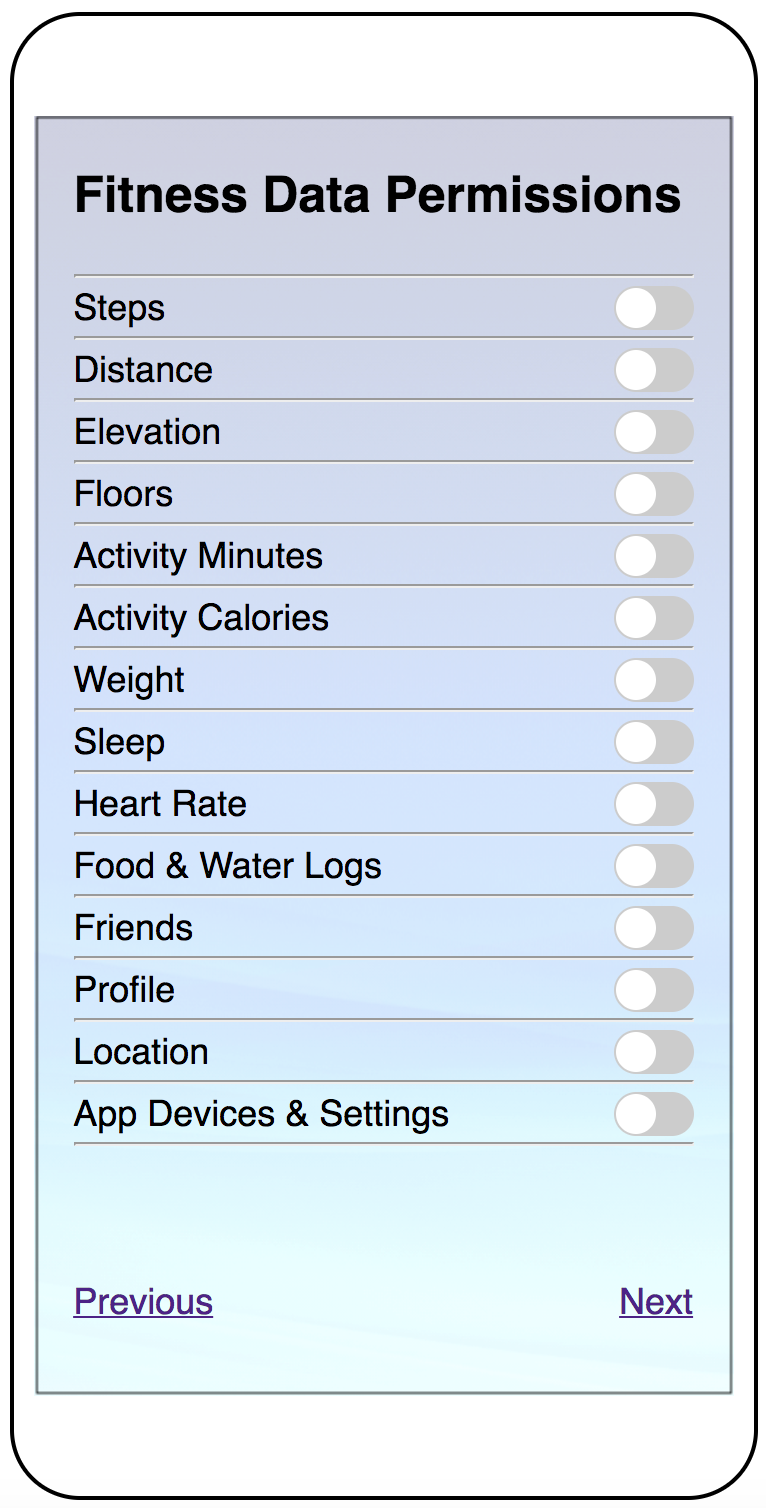 Fitness Data Permissions
Steps
Distance
Elevation
Floors
Activity Minutes
Activity Calories
Weight
Sleep
Heart Rate
Food & Water Logs
Friends
Profile
Location
App Devices & Settings
Previous Next